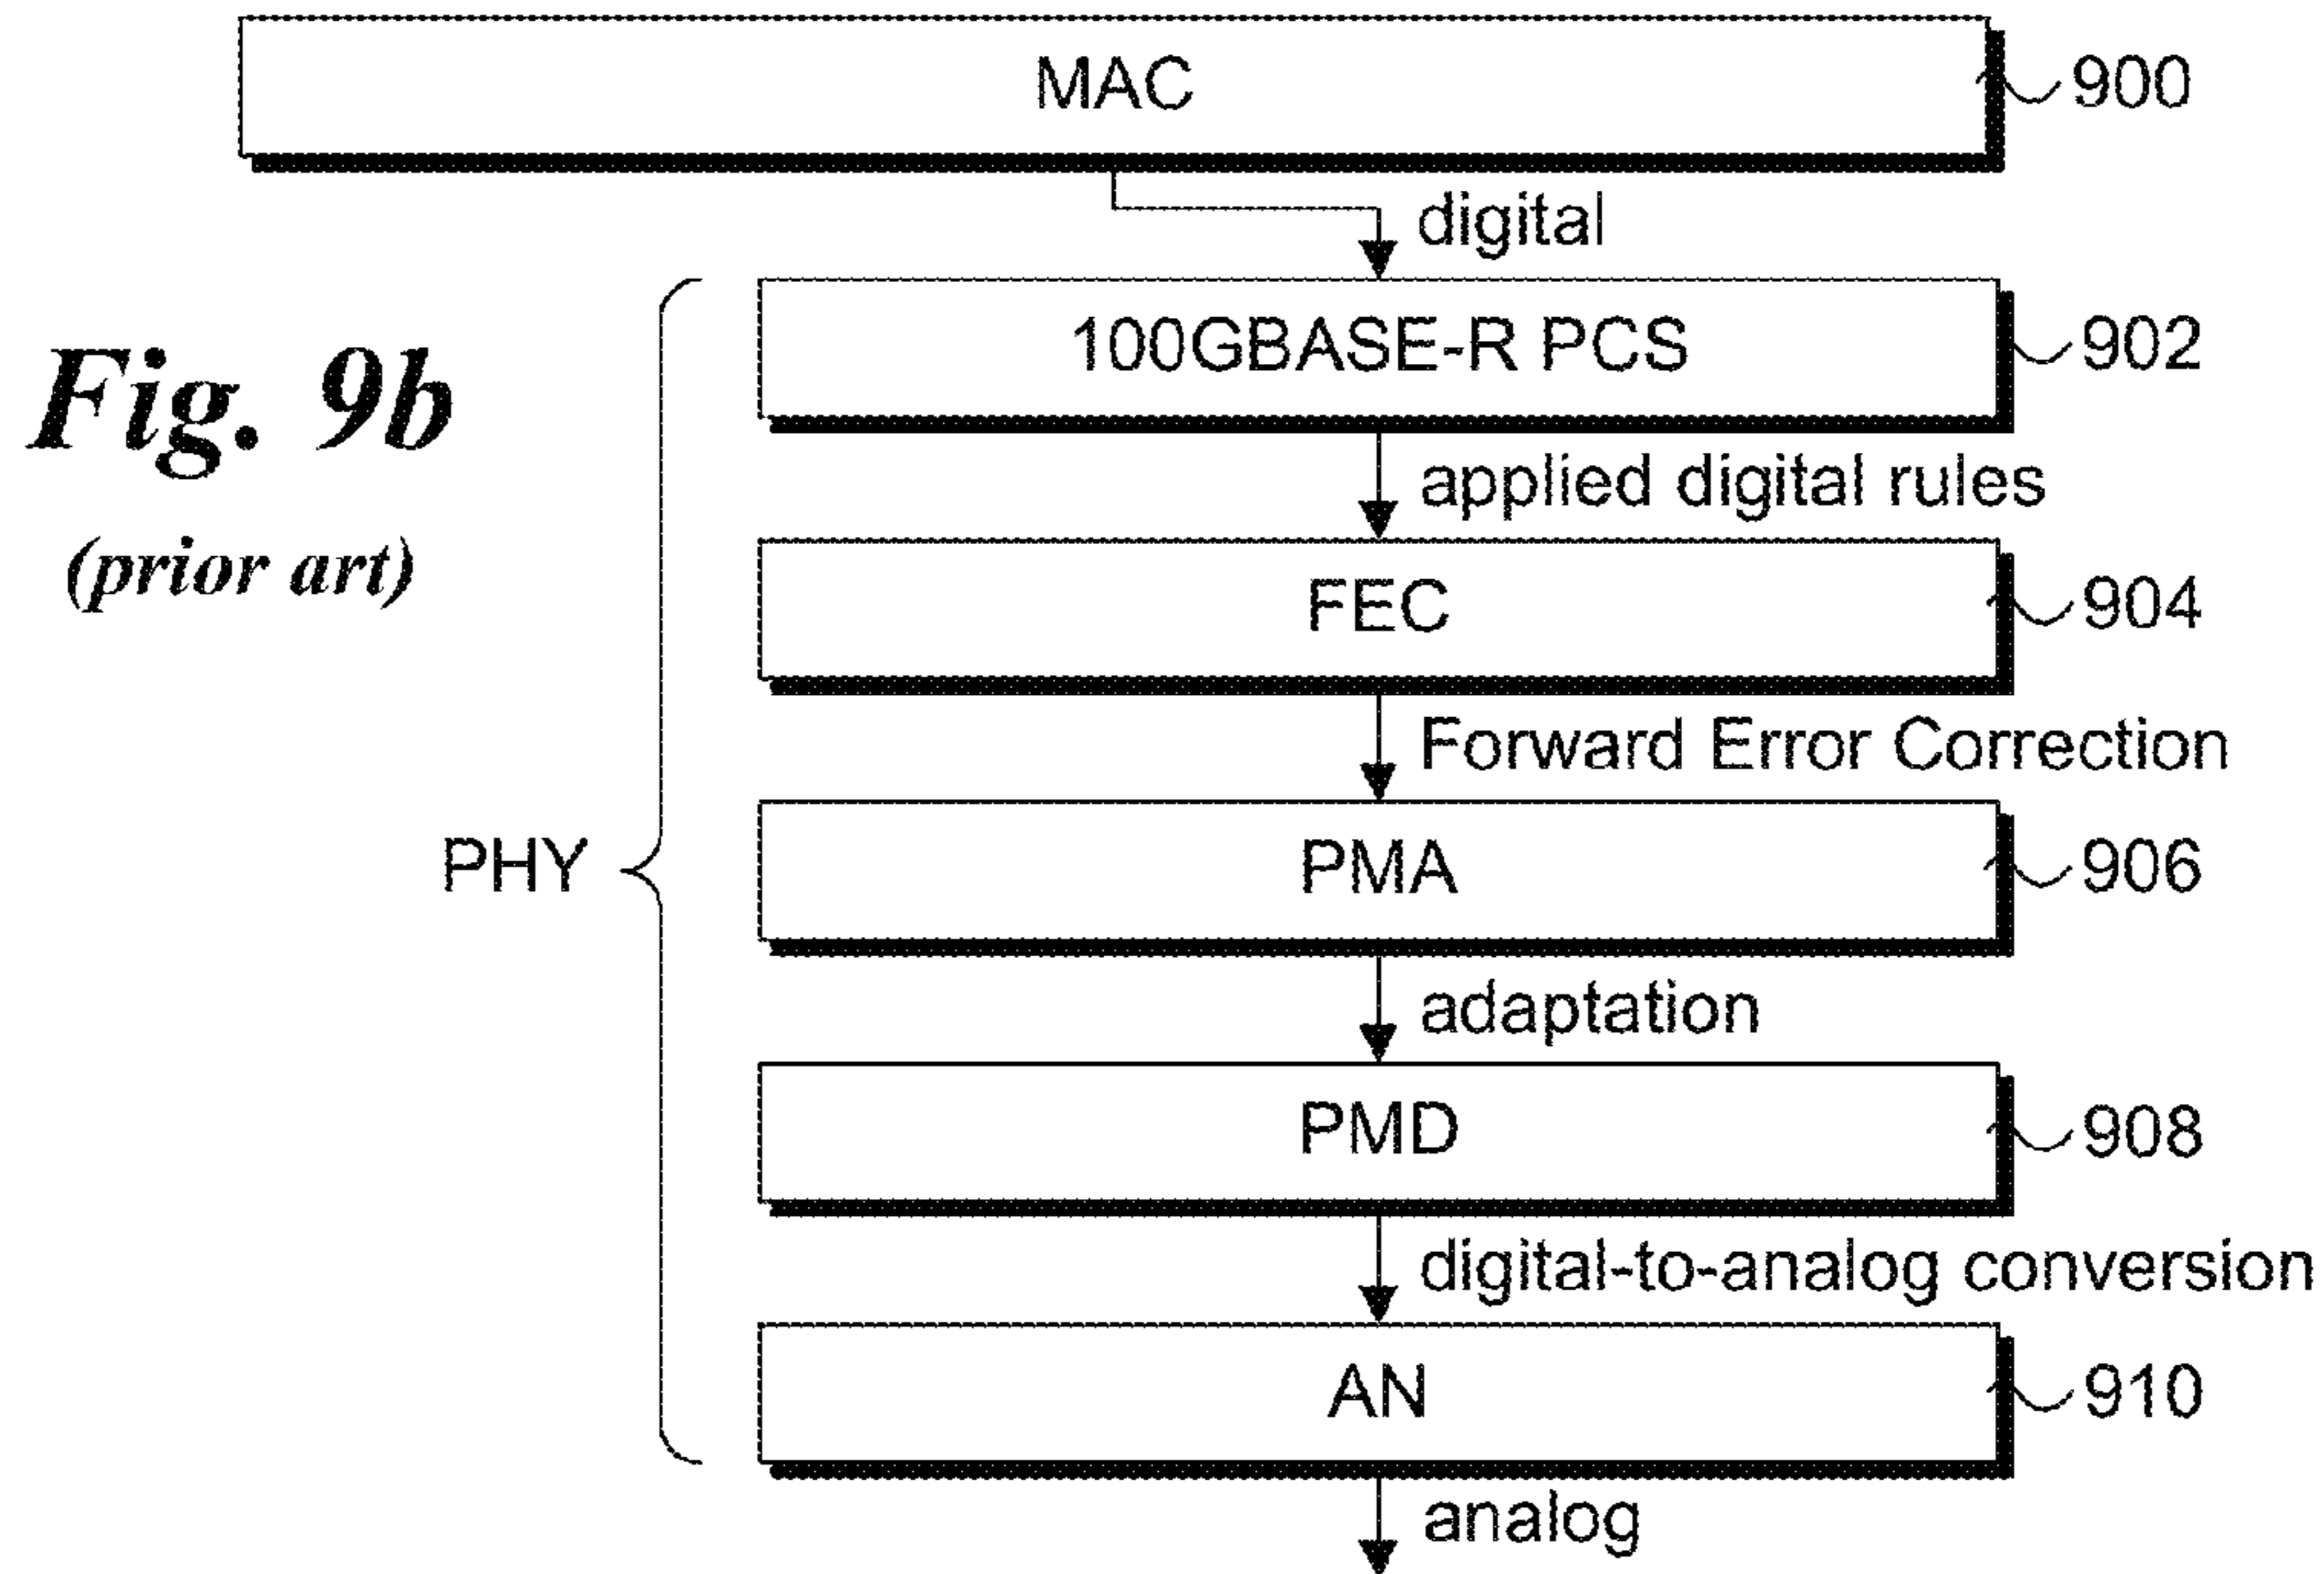 MAC
900
digital
100GBASE-R PCS
902
Fig. 9b
(prior art)
applied digital rules
FEC
904
Forward Error Correction
PHY
PMA
906
adaptation
PMD
908
digital-to-analog conversion
AN
910
analog